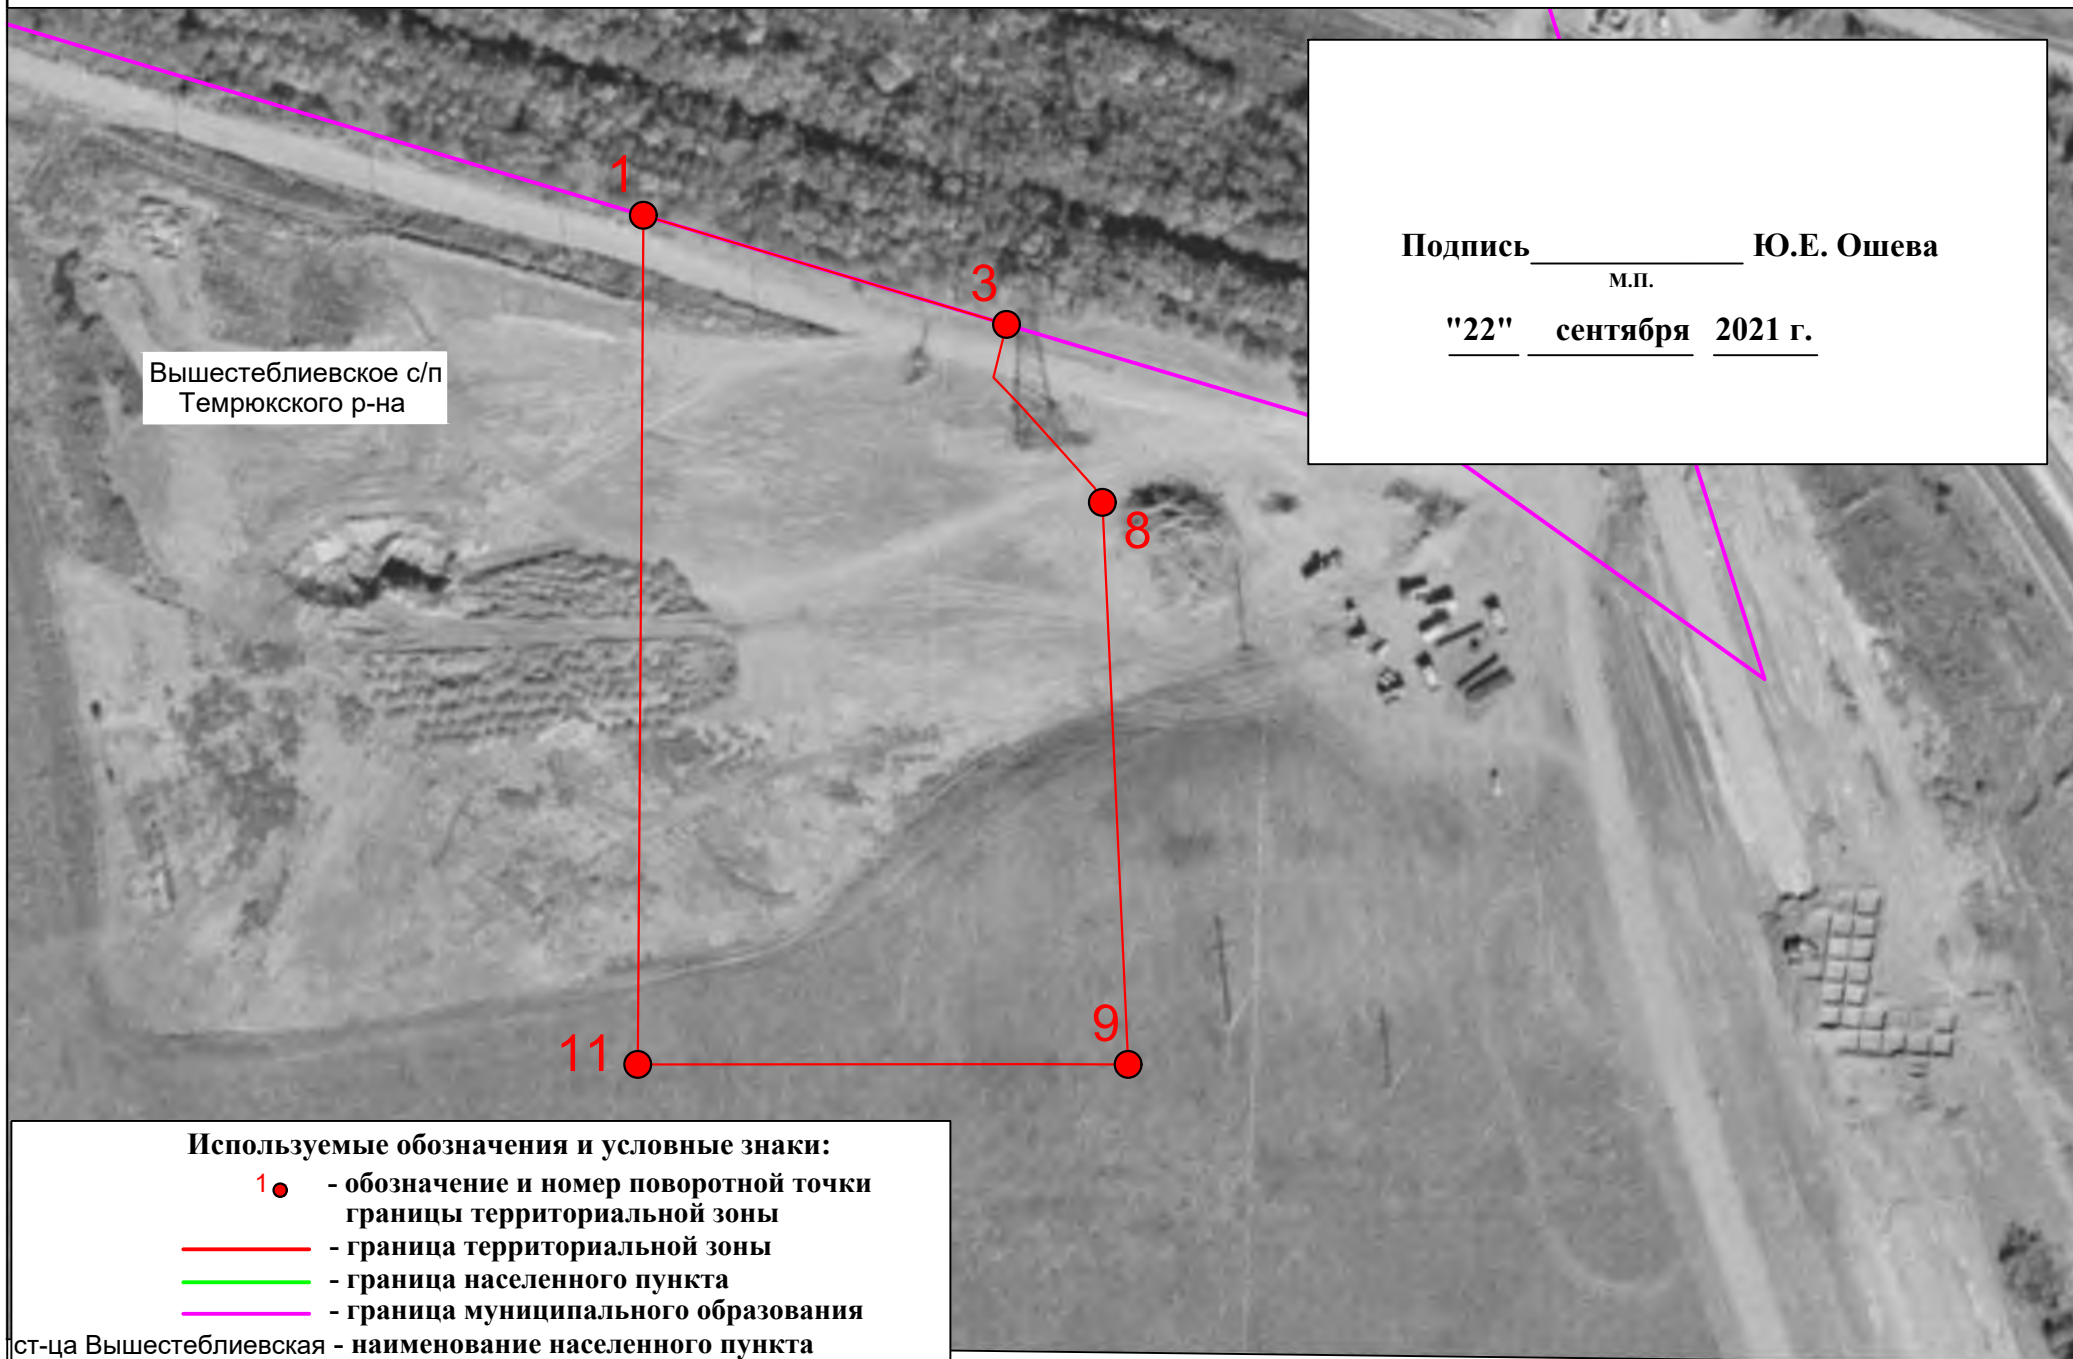 1
3
Подпись Ю.Е. Ошева
м.п.
"22" сентября 2021 г.
Вышестеблиевское с/п
Темрюкского р-на
8
9
11
Используемые обозначения и условные знаки:
1 - обозначение и номер поворотной точки
границы территориальной зоны
- граница территориальной зоны
- граница населенного пункта
- граница муниципального образования
ст-ца Вышестеблиевская - наименование населенного пункта